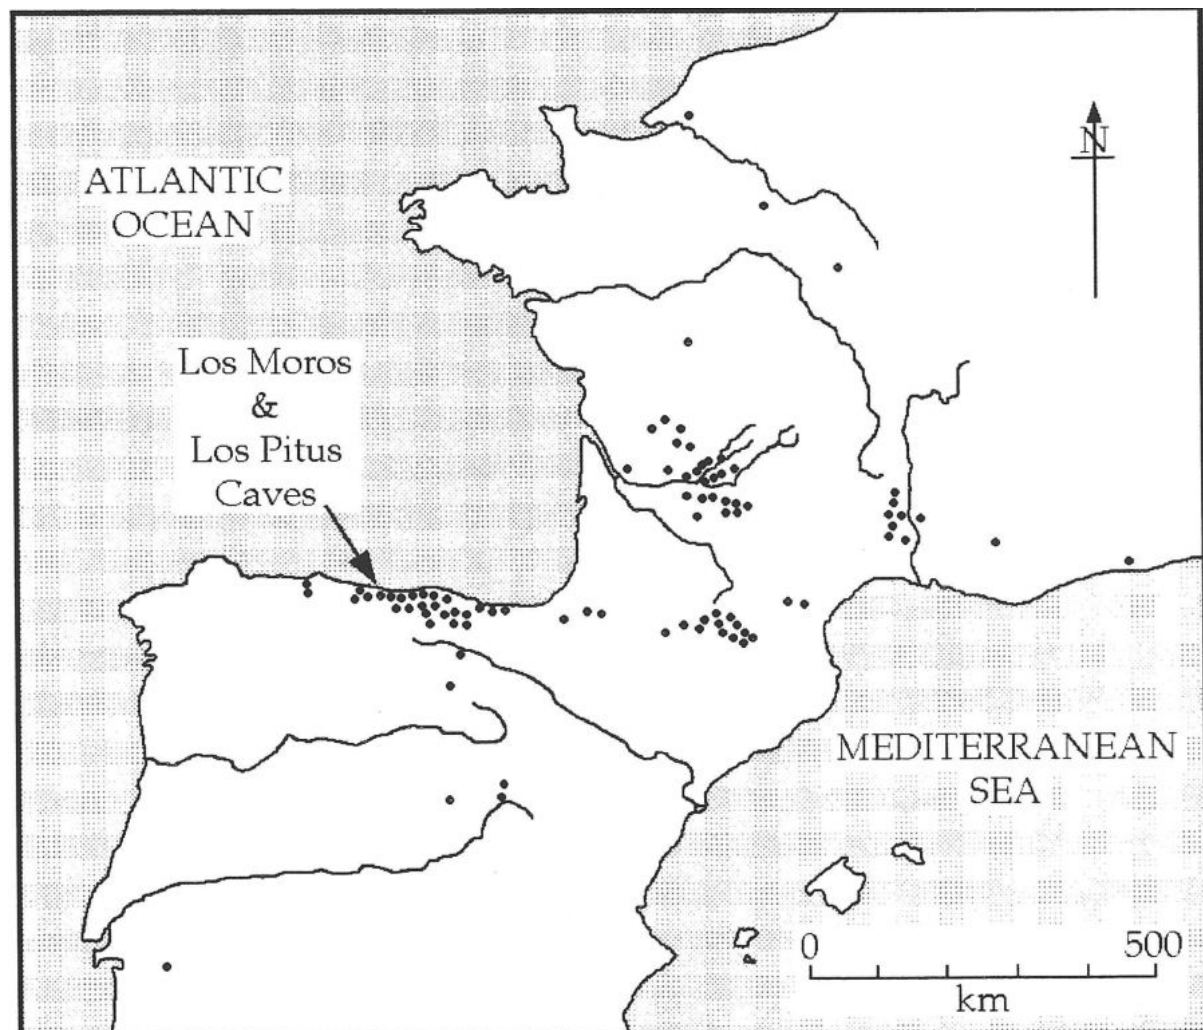 ATLANTIC
OCEAN
N
Los Moros
&
Los Pitus
Caves
MEDITERRANEAN
SEA
0 500
km